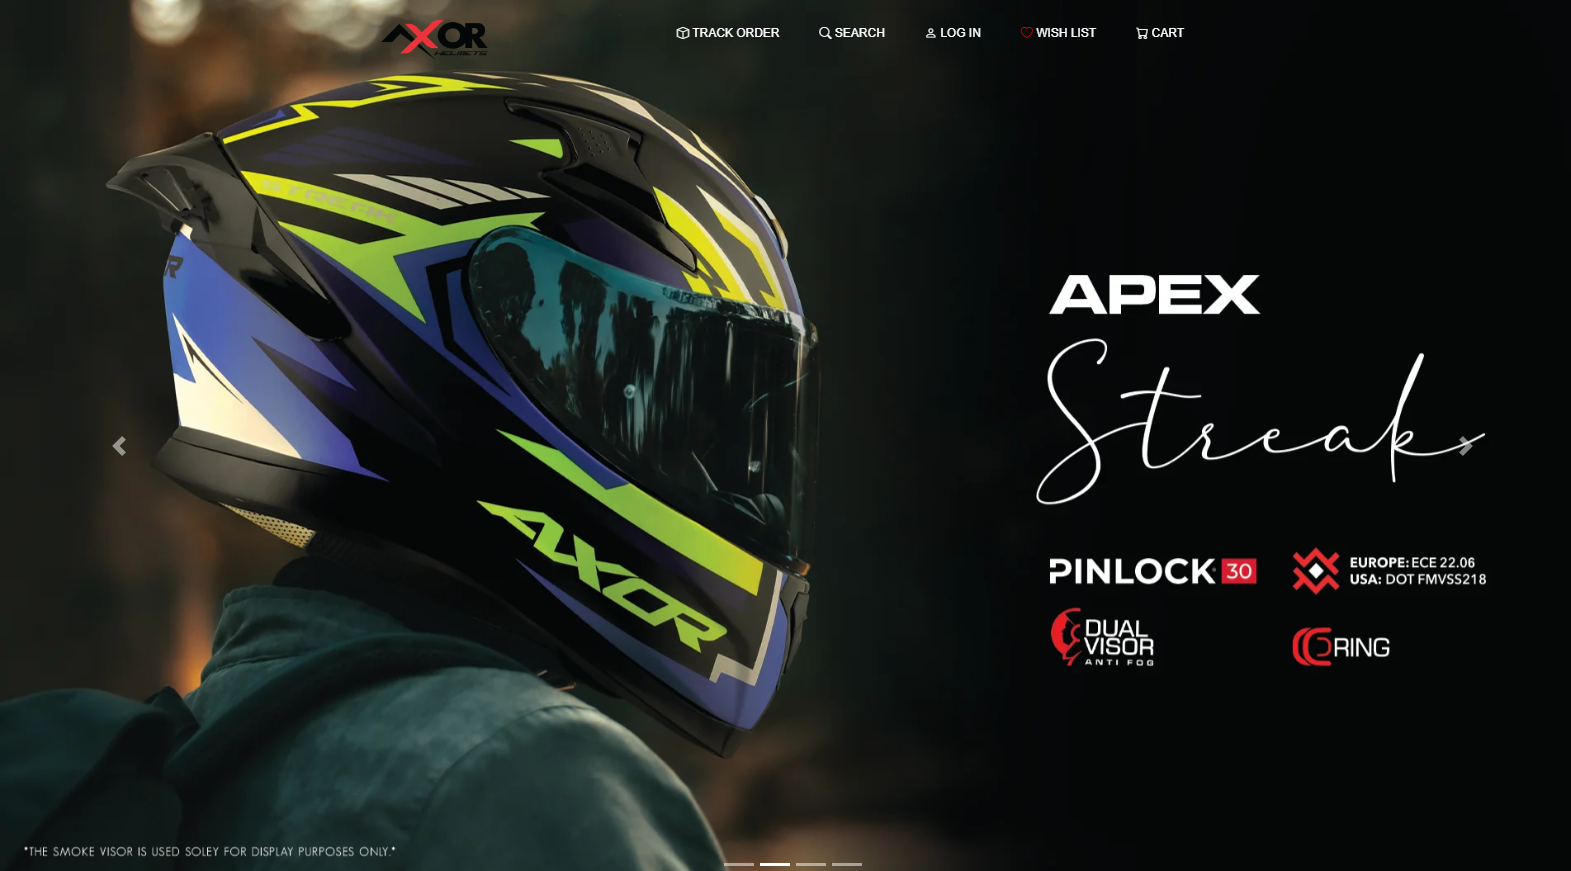 AXOR
HELMETS
TRACK ORDER
SEARCH
LOG IN
WISH LIST
CART
STREAK
R
AXOR
APEX
Streak
PINLOCK 30
EUROPE: ECE 22.06
USA: DOT FMVSS218
DUAL
VISOR
ANTI FOG
RING
*THE SMOKE VISOR IS USED SOLEY FOR DISPLAY PURPOSES ONLY.*